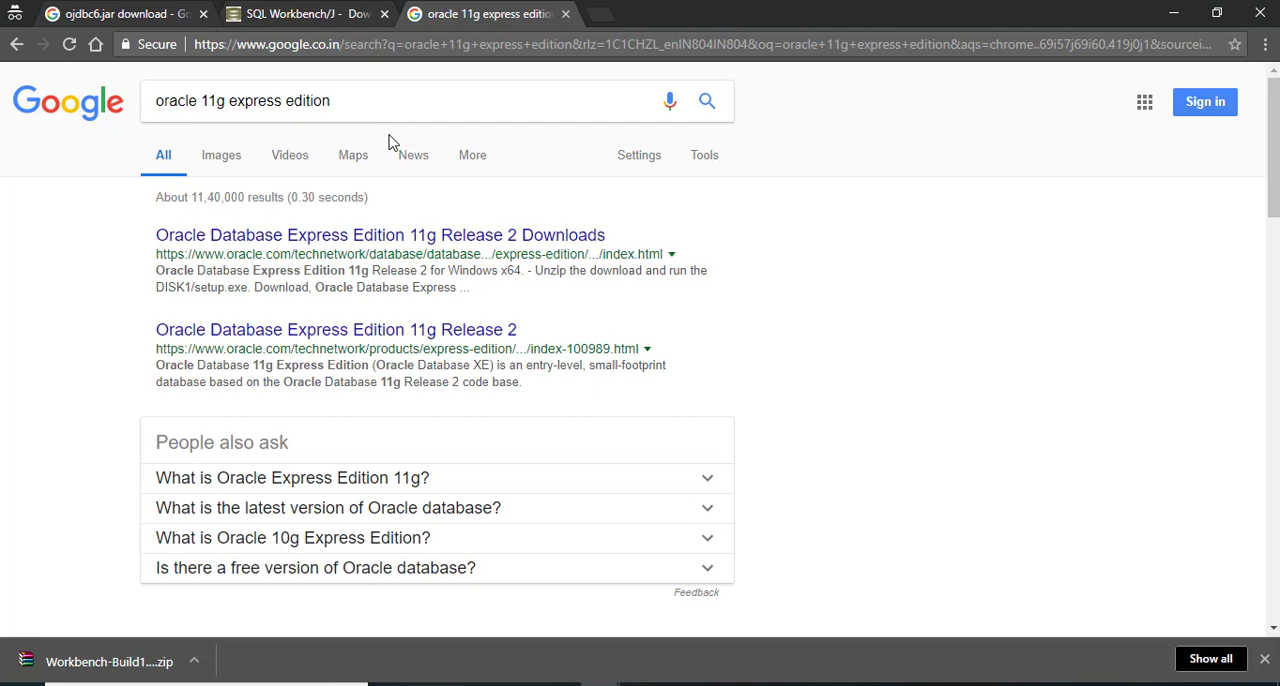 ojdbc6.jar download - Go
SQL Workbench/J - Dow
oracle 11g express editio
Secure
https://www.google.co.in/search?q=oracle+11g+express+edition&rlz=1C1CHZL_enIN804IN804&oq=oracle+11g+express+edition&aqs=chrome..69i57j69i60.419j0j1&sourcei...
Google
oracle 11g express edition
Sign in
All Images Videos Maps News More Settings Tools
About 11,40,000 results (0.30 seconds)
Oracle Database Express Edition 11g Release 2 Downloads
https://www.oracle.com/technetwork/database/database.../express-edition/.../index.html
Oracle Database Express Edition 11g Release 2 for Windows x64. - Unzip the download and run the
DISK1/setup.exe. Download, Oracle Database Express ...
Oracle Database Express Edition 11g Release 2
https://www.oracle.com/technetwork/products/express-edition/.../index-100989.html
Oracle Database 11g Express Edition (Oracle Database XE) is an entry-level, small-footprint
database based on the Oracle Database 11g Release 2 code base.
People also ask
What is Oracle Express Edition 11g?
What is the latest version of Oracle database?
What is Oracle 10g Express Edition?
Is there a free version of Oracle database?
Feedback
Workbench-Build1....zip
Show all